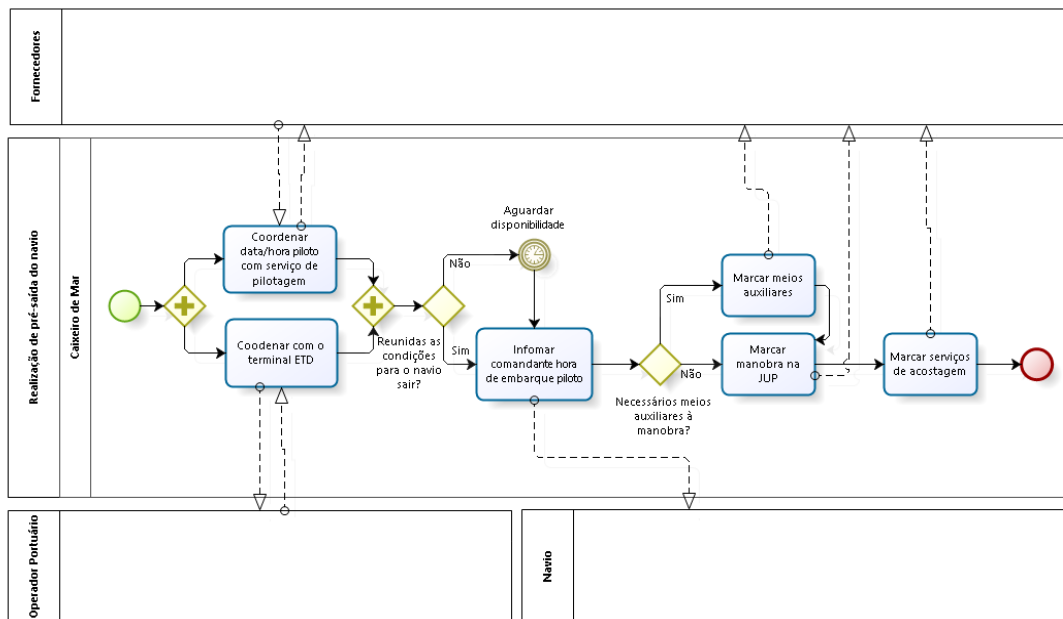 Fornecedores
Realização de pré-saída do navio
Caixeiro de Mar
Coordenar
data/hora piloto
com serviço de
pilotagem
Coodenar com o
terminal ETD
Reunidas as
condições
para o navio
sair?
Não
Sim
Aguardar
disponibilidade
Infomar
comandante hora
de embarque piloto
Necessários meios
auxiliares à
manobra?
Sim
Não
Marcar meios
auxiliares
Marcar
manobra na
JUP
Marcar serviços
de acostagem
Operador Portuário
Navio